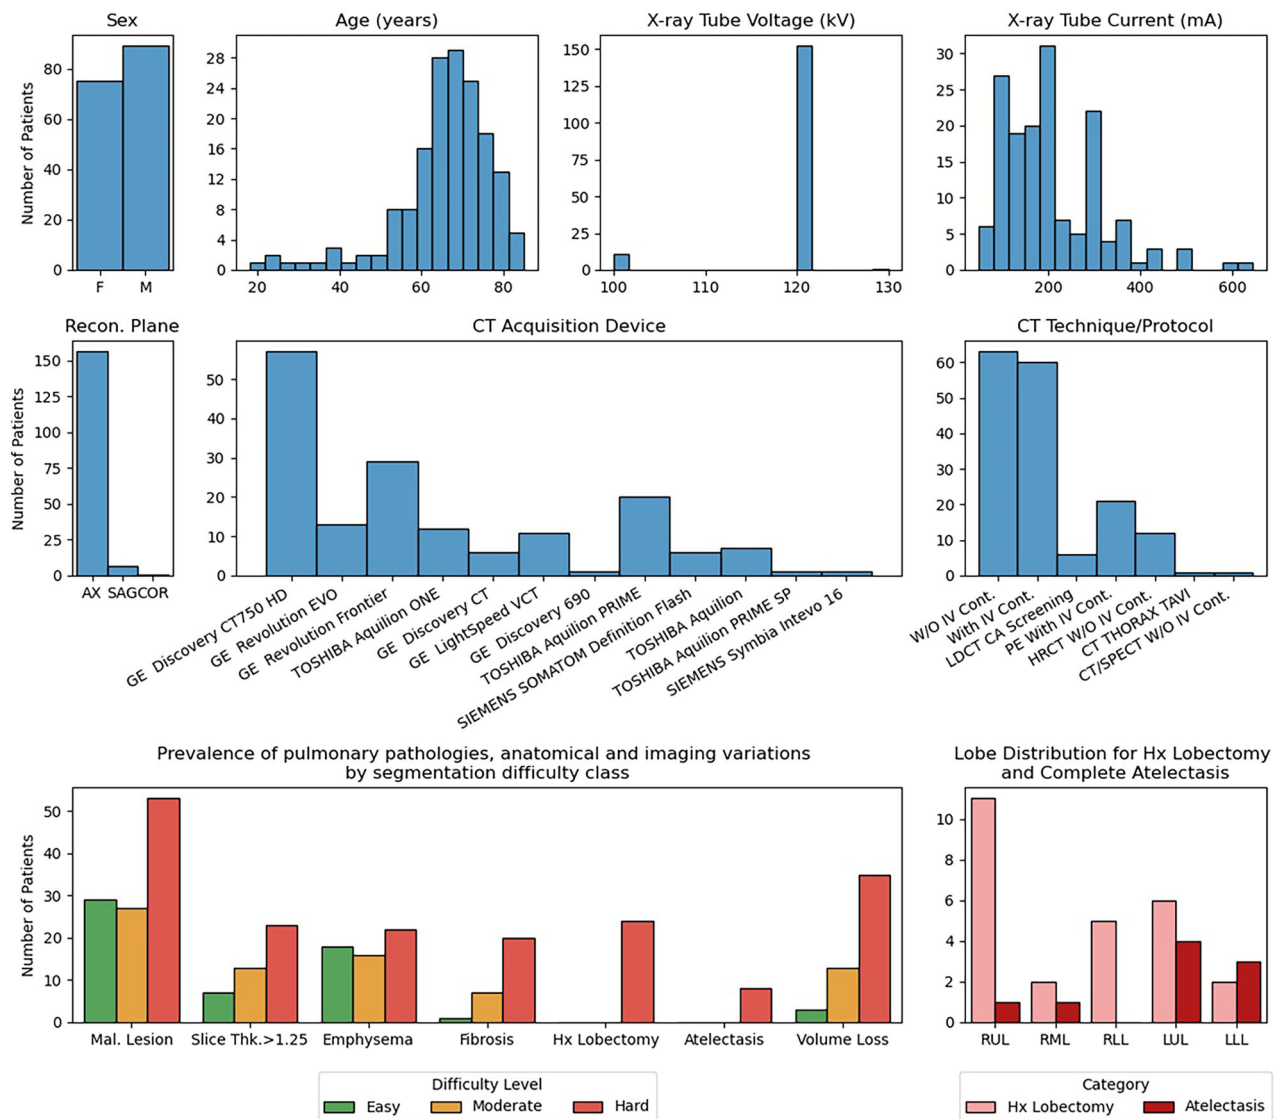 Sex
Age (years)
X-ray Tube Voltage (kV)
X-ray Tube Current (mA)
Number of Patients
80
60
40
20
0
F M
28
24
20
16
12
8
4
0
20 40 60 80
150
125
100
75
50
25
0
100 110 120 130
30
25
20
15
10
5
0
200 400 600
Recon. Plane
CT Acquisition Device
CT Technique/Protocol
Number of Patients
150
125
100
75
50
25
0
AX SAGCOR
50
40
30
20
10
0
GE Discovery CT750 HD
GE Revolution EVO
GE Revolution Frontier
TOSHIBA Aquilion ONE
GE Discovery CT
GE LightSpeed VCT
GE Discovery 690
TOSHIBA Aquilion PRIME
SIEMENS SOMATOM Definition Flash
TOSHIBA Aquilion
TOSHIBA Aquilion PRIME SP
SIEMENS Symbia Intevo 16
60
50
40
30
20
10
0
W/O IV Cont.
With IV Cont.
LDCT CA Screening
PE With IV Cont.
HRCT W/O IV Cont.
CT THORAX TAVI
CT/SPECT W/O IV Cont.
Prevalence of pulmonary pathologies, anatomical and imaging variations
by segmentation difficulty class
Number of Patients
50
40
30
20
10
0
Mal. Lesion Slice Thk.>1.25 Emphysema Fibrosis Hx Lobectomy Atelectasis Volume Loss
Difficulty Level
Easy Moderate Hard
Lobe Distribution for Hx Lobectomy
and Complete Atelectasis
10
8
6
4
2
0
RUL RML RLL LUL LLL
Category
Hx Lobectomy Atelectasis